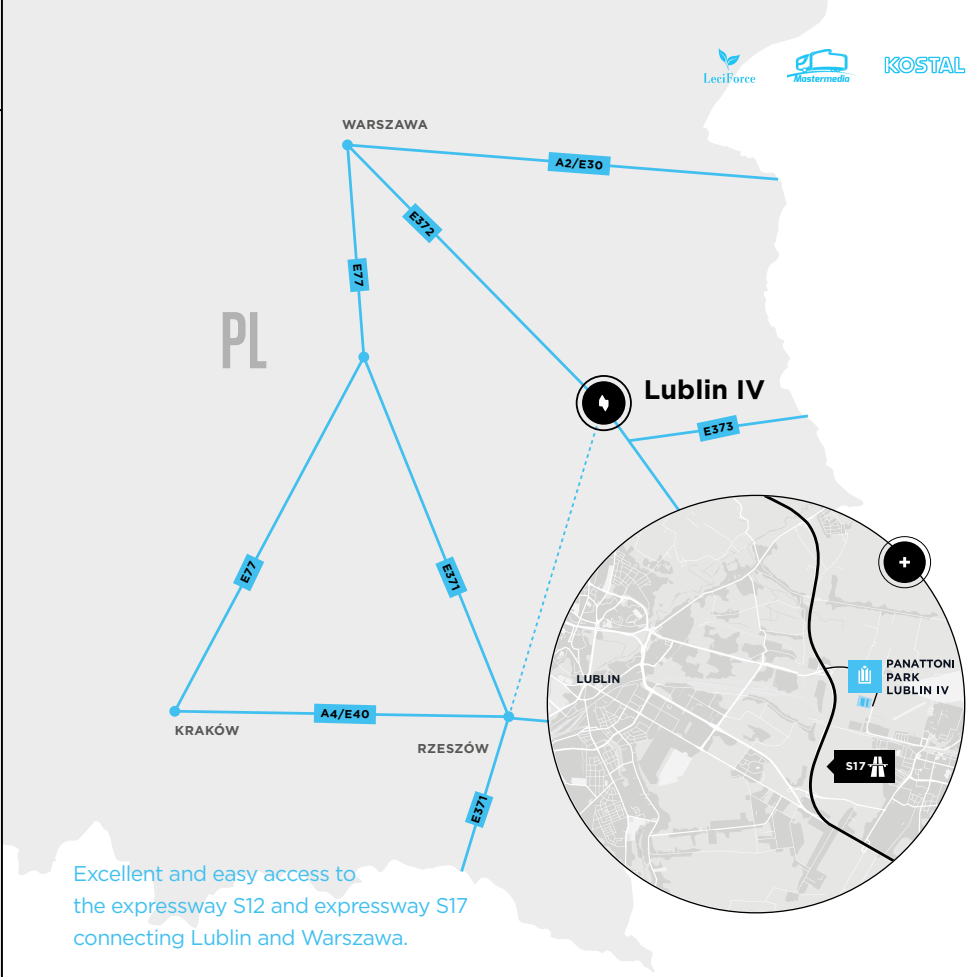 LeciForce
Mastermedia
KOSTAL
WARSZAWA
A2/E30
E372
E77
PL
Lublin IV
E373
E77
E371
PANATTONI
PARK
LUBLIN IV
LUBLIN
A4/E40
KRAKÓW
RZESZÓW
S17
E371
Excellent and easy access to
the expressway S12 and expressway S17
connecting Lublin and Warszawa.